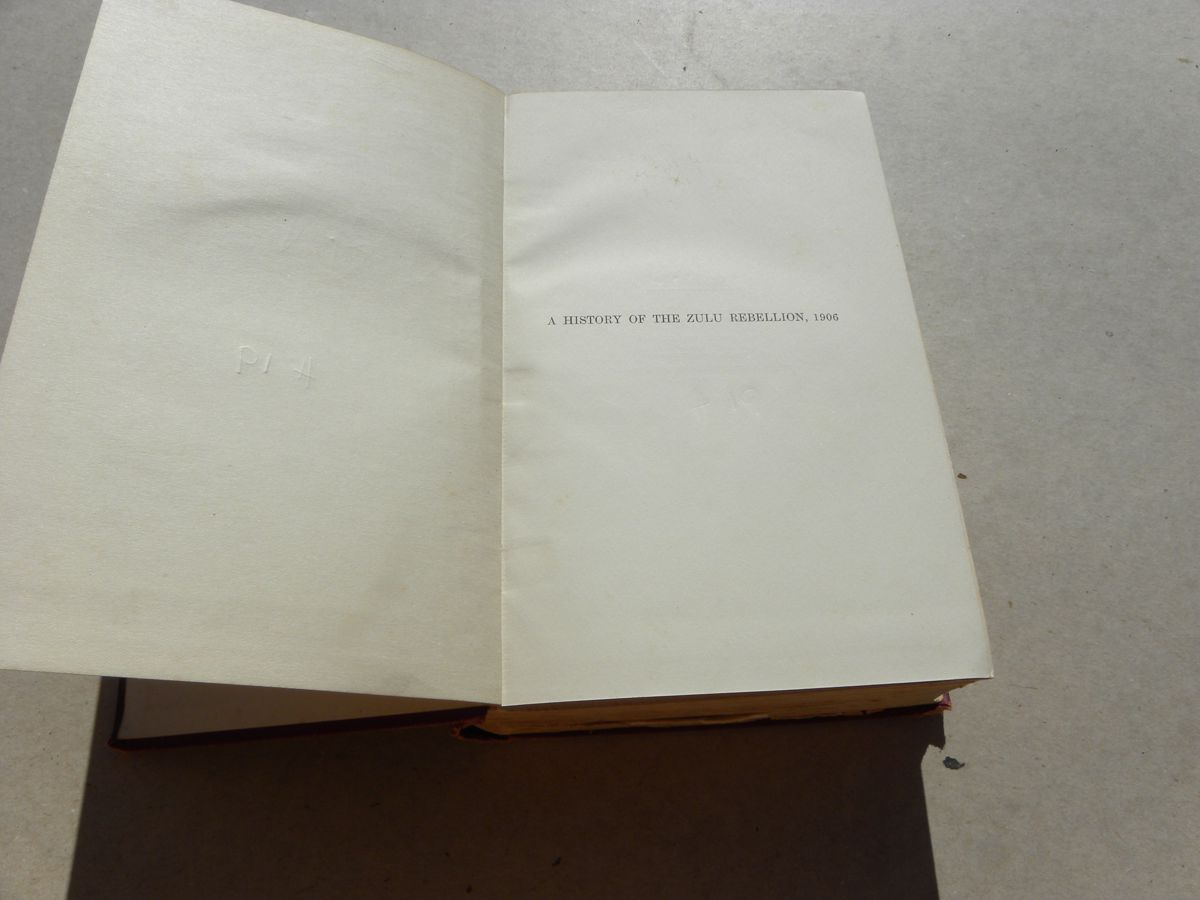 A HISTORY OF THE ZULU REBELLION, 1906